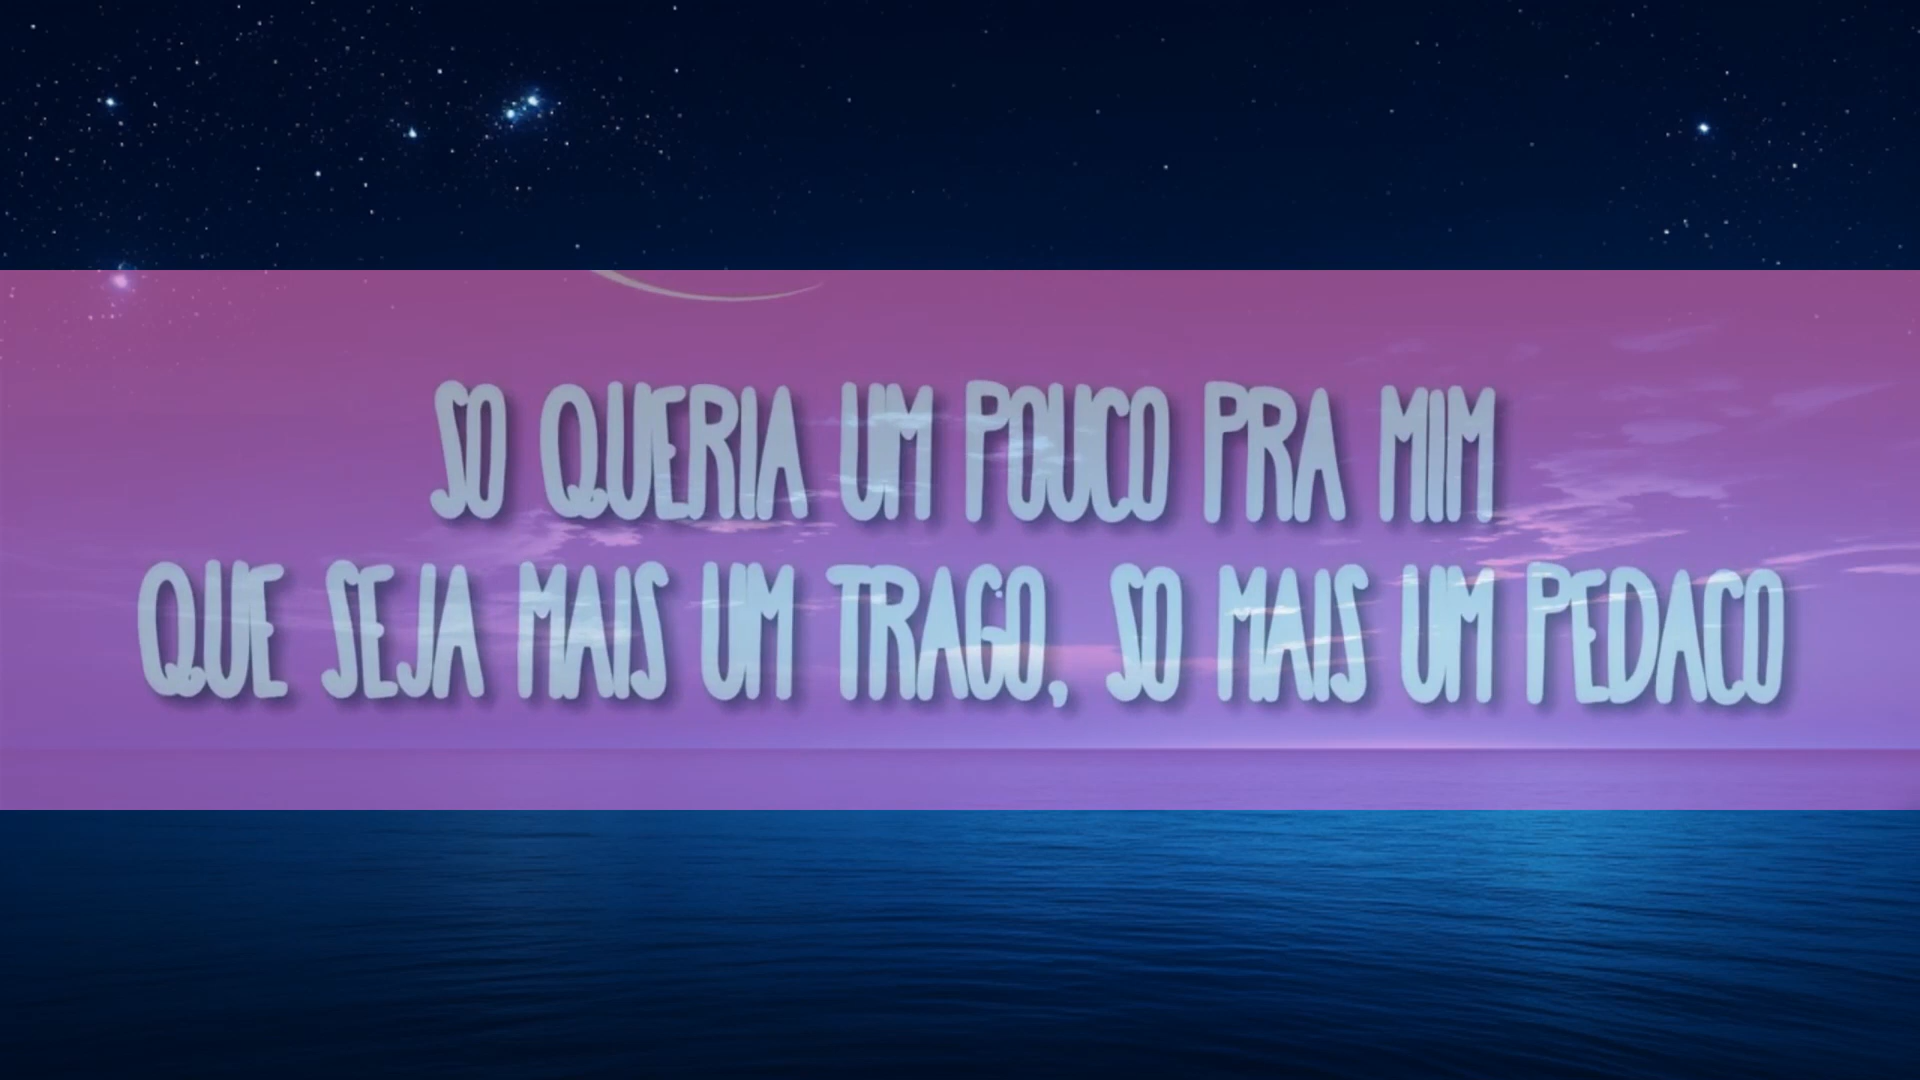 SO QUERIA UM POUCO PRA MIM
QUE SEJA MAIS UM TRAGO, SO MAIS UM PEDACO